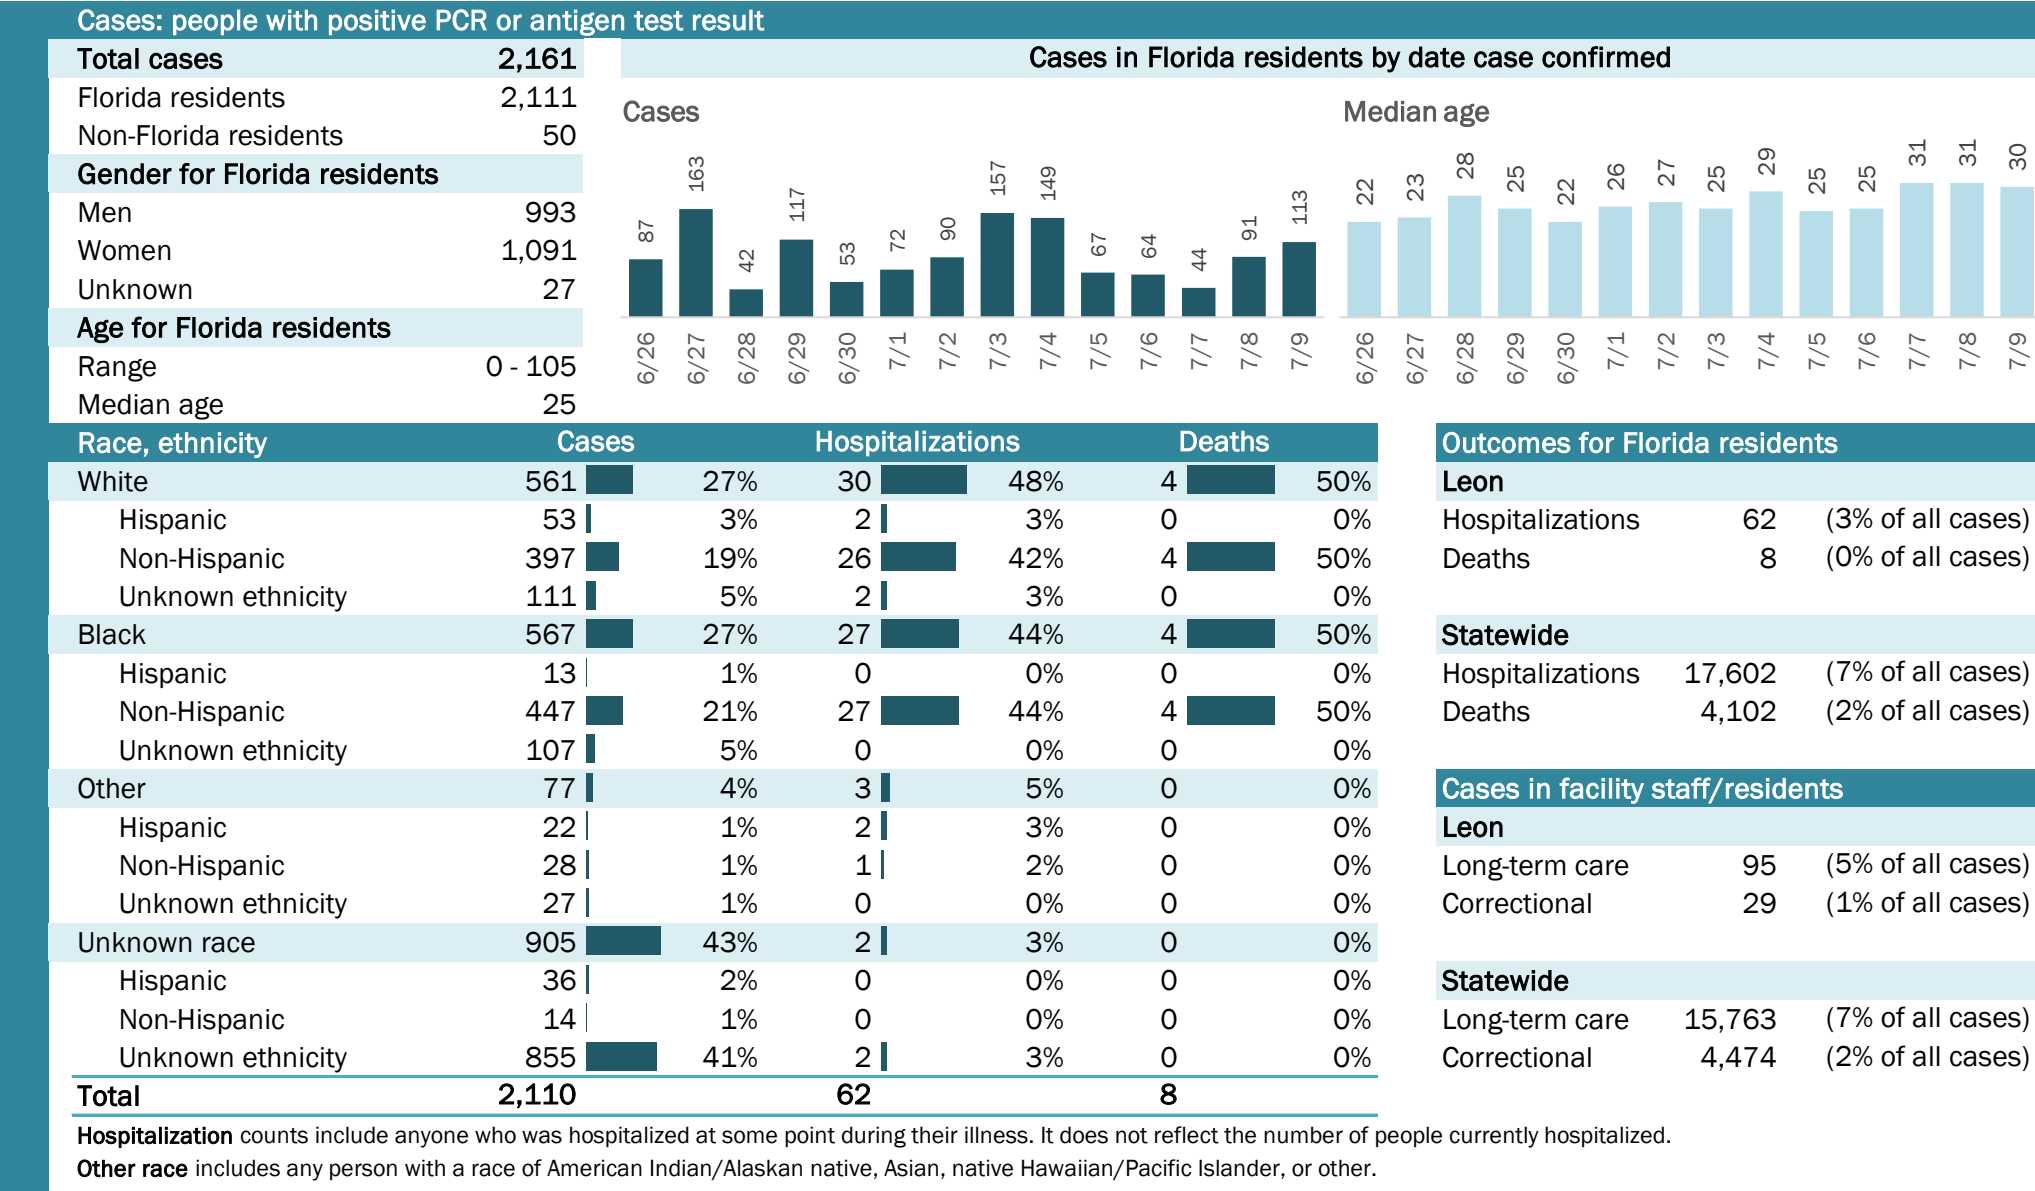 Cases: people with positive PCR or antigen test result
Total cases 2,161
Florida residents 2,111
Non-Florida residents 50
Gender for Florida residents
Men 993
Women 1,091
Unknown 27
Age for Florida residents
Range 0 - 105
Median age 25
Cases in Florida residents by date case confirmed
Cases
87 163 42 117 53 72 90 157 149 67 64 44 91 113
6/26 6/27 6/28 6/29 6/30 7/1 7/2 7/3 7/4 7/5 7/6 7/7 7/8 7/9
Median age
22 23 28 25 22 26 27 25 29 25 25 31 31 30
6/26 6/27 6/28 6/29 6/30 7/1 7/2 7/3 7/4 7/5 7/6 7/7 7/8 7/9
Race, ethnicity Cases Hospitalizations Deaths
White 561 27% 30 48% 4 50%
Hispanic 53 3% 2 3% 0 0%
Non-Hispanic 397 19% 26 42% 4 50%
Unknown ethnicity 111 5% 2 3% 0 0%
Black 567 27% 27 44% 4 50%
Hispanic 13 1% 0 0% 0 0%
Non-Hispanic 447 21% 27 44% 4 50%
Unknown ethnicity 107 5% 0 0% 0 0%
Other 77 4% 3 5% 0 0%
Hispanic 22 1% 2 3% 0 0%
Non-Hispanic 28 1% 1 2% 0 0%
Unknown ethnicity 27 1% 0 0% 0 0%
Unknown race 905 43% 2 3% 0 0%
Hispanic 36 2% 0 0% 0 0%
Non-Hispanic 14 1% 0 0% 0 0%
Unknown ethnicity 855 41% 2 3% 0 0%
Total 2,110 62 8
Outcomes for Florida residents
Leon
Hospitalizations 62 (3% of all cases)
Deaths 8 (0% of all cases)
Statewide
Hospitalizations 17,602 (7% of all cases)
Deaths 4,102 (2% of all cases)
Cases in facility staff/residents
Leon
Long-term care 95 (5% of all cases)
Correctional 29 (1% of all cases)
Statewide
Long-term care 15,763 (7% of all cases)
Correctional 4,474 (2% of all cases)
Hospitalization counts include anyone who was hospitalized at some point during their illness. It does not reflect the number of people currently hospitalized.
Other race includes any person with a race of American Indian/Alaskan native, Asian, native Hawaiian/Pacific Islander, or other.